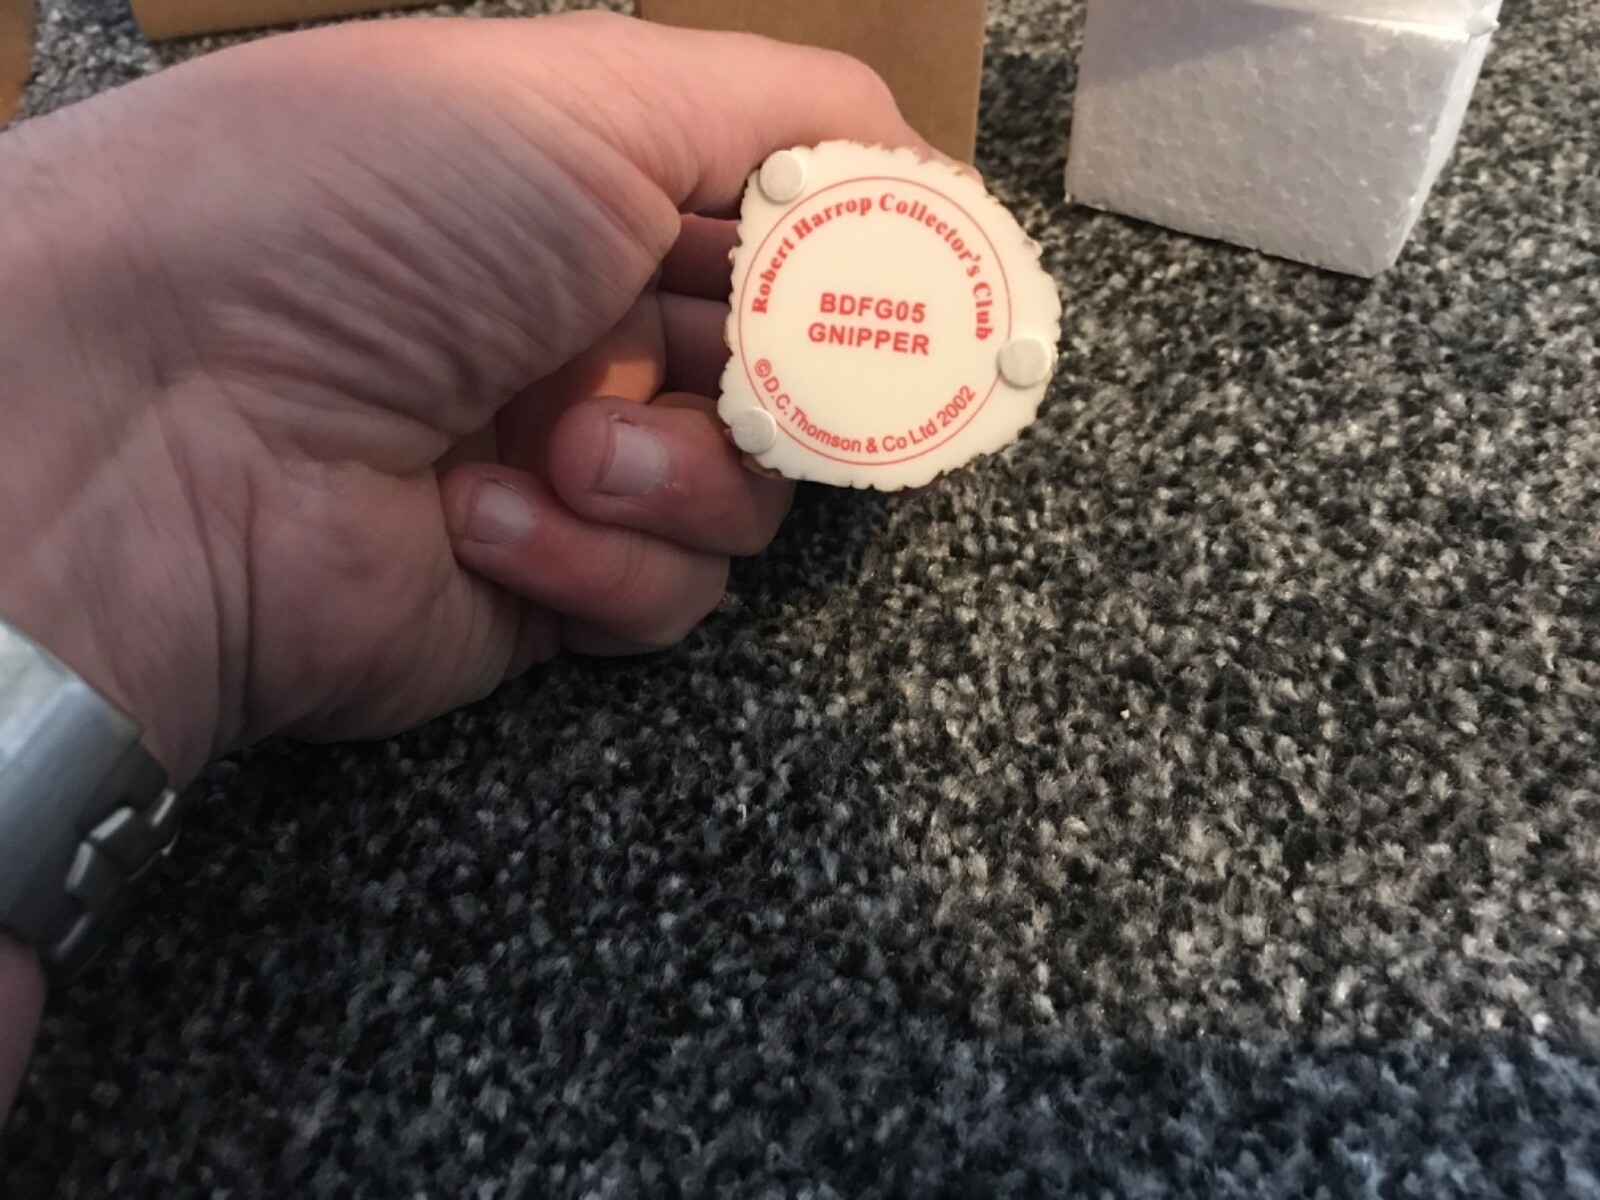 Robert Harrop Collector's Club
BDFG05
GNIPPER
©D.C.Thomson & Co Ltd 2002